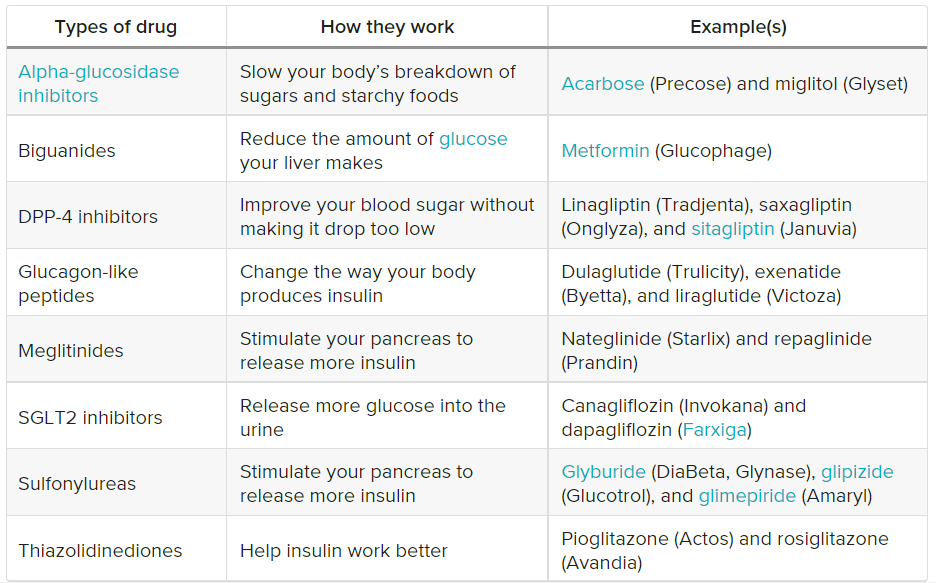 Types of drug
How they work
Example(s)
Alpha-glucosidase
inhibitors
Slow your body’s breakdown of
sugars and starchy foods
Acarbose (Precose) and miglitol (Glyset)
Biguanides
Reduce the amount of glucose
your liver makes
Metformin (Glucophage)
DPP-4 inhibitors
Improve your blood sugar without
making it drop too low
Linagliptin (Tradjenta), saxagliptin
(Onglyza), and sitagliptin (Januvia)
Glucagon-like
peptides
Change the way your body
produces insulin
Dulaglutide (Trulicity), exenatide
(Byetta), and liraglutide (Victoza)
Meglitinides
Stimulate your pancreas to
release more insulin
Nateglinide (Starlix) and repaglinide
(Prandin)
SGLT2 inhibitors
Release more glucose into the
urine
Canagliflozin (Invokana) and
dapagliflozin (Farxiga)
Sulfonylureas
Stimulate your pancreas to
release more insulin
Glyburide (DiaBeta, Glynase), glipizide
(Glucotrol), and glimepiride (Amaryl)
Thiazolidinediones
Help insulin work better
Pioglitazone (Actos) and rosiglitazone
(Avandia)